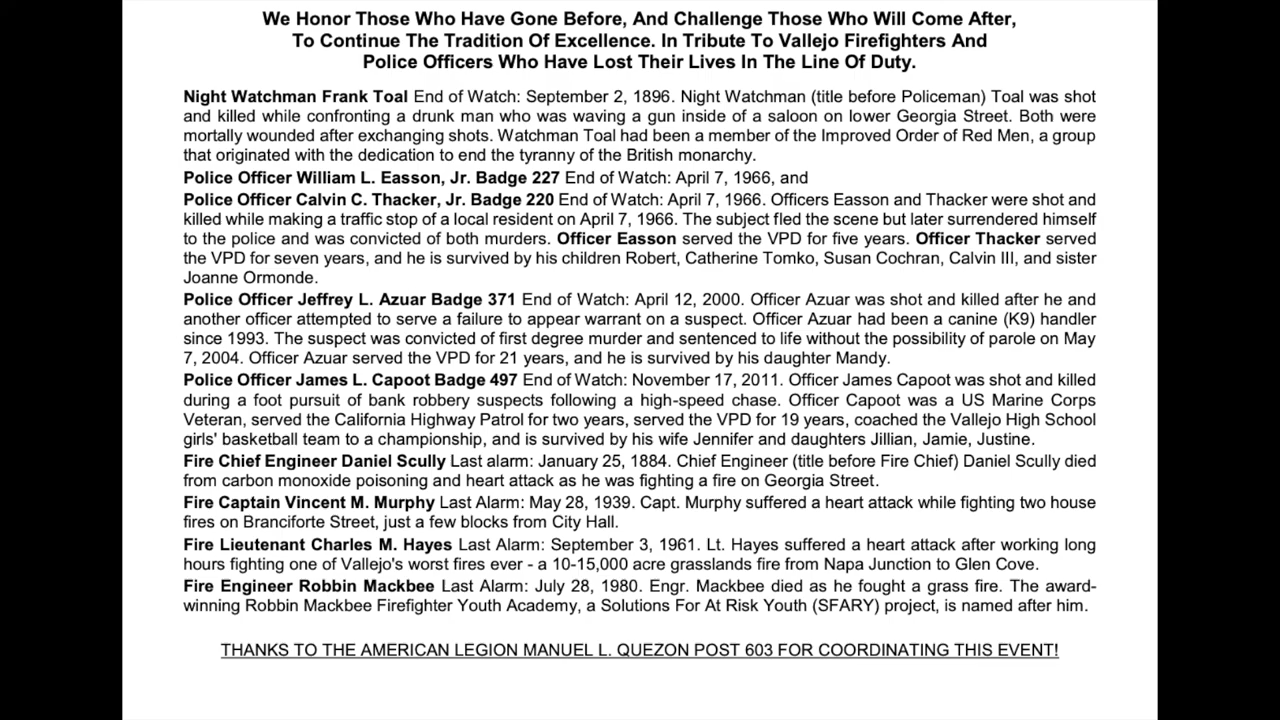 We Honor Those Who Have Gone Before, And Challenge Those Who Will Come After,
To Continue The Tradition Of Excellence. In Tribute To Vallejo Firefighters And
Police Officers Who Have Lost Their Lives In The Line Of Duty.
Night Watchman Frank Toal End of Watch: September 2, 1896. Night Watchman (title before Policeman) Toal was shot
and killed while confronting a drunk man who was waving a gun inside of a saloon on lower Georgia Street. Both were
mortally wounded after exchanging shots. Watchman Toal had been a member of the Improved Order of Red Men, a group
that originated with the dedication to end the tyranny of the British monarchy.
Police Officer William L. Easson, Jr. Badge 227 End of Watch: April 7, 1966, and
Police Officer Calvin C. Thacker, Jr. Badge 220 End of Watch: April 7, 1966. Officers Easson and Thacker were shot and
killed while making a traffic stop of a local resident on April 7, 1966. The subject fled the scene but later surrendered himself
to the police and was convicted of both murders. Officer Easson served the VPD for five years. Officer Thacker served
the VPD for seven years, and he is survived by his children Robert, Catherine Tomko, Susan Cochran, Calvin III, and sister
Joanne Ormonde.
Police Officer Jeffrey L. Azuar Badge 371 End of Watch: April 12, 2000. Officer Azuar was shot and killed after he and
another officer attempted to serve a failure to appear warrant on a suspect. Officer Azuar had been a canine (K9) handler
since 1993. The suspect was convicted of first degree murder and sentenced to life without the possibility of parole on May
7, 2004. Officer Azuar served the VPD for 21 years, and he is survived by his daughter Mandy.
Police Officer James L. Capoot Badge 497 End of Watch: November 17, 2011. Officer James Capoot was shot and killed
during a foot pursuit of bank robbery suspects following a high-speed chase. Officer Capoot was a US Marine Corps
Veteran, served the California Highway Patrol for two years, served the VPD for 19 years, coached the Vallejo High School
girls' basketball team to a championship, and is survived by his wife Jennifer and daughters Jillian, Jamie, Justine.
Fire Chief Engineer Daniel Scully Last alarm: January 25, 1884. Chief Engineer (title before Fire Chief) Daniel Scully died
from carbon monoxide poisoning and heart attack as he was fighting a fire on Georgia Street.
Fire Captain Vincent M. Murphy Last Alarm: May 28, 1939. Capt. Murphy suffered a heart attack while fighting two house
fires on Branciforte Street, just a few blocks from City Hall.
Fire Lieutenant Charles M. Hayes Last Alarm: September 3, 1961. Lt. Hayes suffered a heart attack after working long
hours fighting one of Vallejo's worst fires ever - a 10-15,000 acre grasslands fire from Napa Junction to Glen Cove.
Fire Engineer Robbin Mackbee Last Alarm: July 28, 1980. Engr. Mackbee died as he fought a grass fire. The award-
winning Robbin Mackbee Firefighter Youth Academy, a Solutions For At Risk Youth (SFARY) project, is named after him.
THANKS TO THE AMERICAN LEGION MANUEL L. QUEZON POST 603 FOR COORDINATING THIS EVENT!